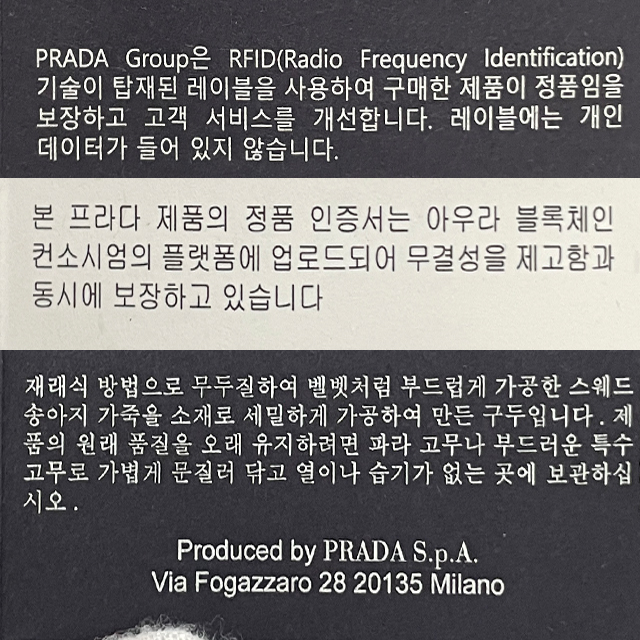 PRADA Group은 RFID(Radio Frequency Identification)
기술이 탑재된 레이블을 사용하여 구매한 제품이 정품임을
보장하고 고객 서비스를 개선합니다. 레이블에는 개인
데이터가 들어 있지 않습니다.
본 프라다 제품의 정품 인증서는 아우라 블록체인
컨소시엄의 플랫폼에 업로드되어 무결성을 제고함과
동시에 보장하고 있습니다
재래식 방법으로 무두질하여 벨벳처럼 부드럽게 가공한 스웨드
송아지 가죽을 소재로 세밀하게 가공하여 만든 구두입니다. 제
품의 원래 품질을 오래 유지하려면 파라 고무나 부드러운 특수
고무로 가볍게 문질러 닦고 열이나 습기가 없는 곳에 보관하십
시오.
Produced by PRADA S.p.A.
Via Fogazzaro 28 20135 Milano